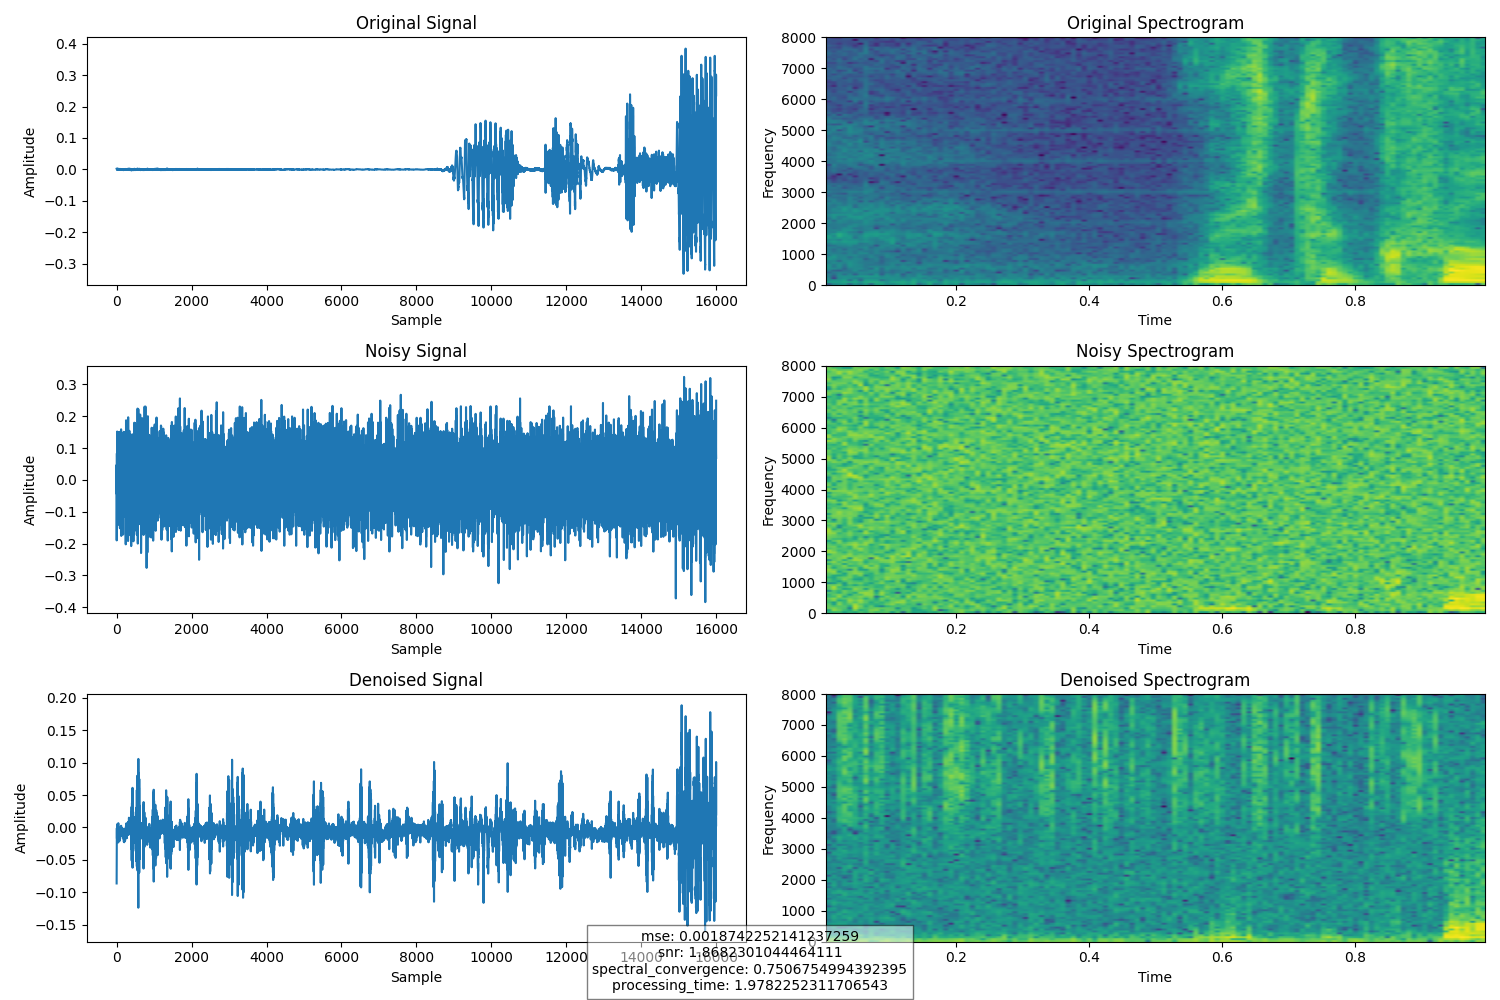 Original Signal
0.4
0.3
0.2
0.1
0.0
−0.1
−0.2
−0.3
Amplitude
0 2000 4000 6000 8000 10000 12000 14000 16000
Sample
Original Spectrogram
8000
7000
6000
5000
4000
3000
2000
1000
0
Frequency
0.2 0.4 0.6 0.8
Time
Noisy Signal
0.3
0.2
0.1
0.0
−0.1
−0.2
−0.3
−0.4
Amplitude
0 2000 4000 6000 8000 10000 12000 14000 16000
Sample
Noisy Spectrogram
8000
7000
6000
5000
4000
3000
2000
1000
0
Frequency
0.2 0.4 0.6 0.8
Time
Denoised Signal
0.20
0.15
0.10
0.05
0.00
−0.05
−0.10
−0.15
Amplitude
0 2000 4000 6000 8000 10000 12000 14000 16000
Sample
Denoised Spectrogram
8000
7000
6000
5000
4000
3000
2000
1000
0
Frequency
0.2 0.4 0.6 0.8
Time
mse: 0.0018742252141237259
snr: 1.8682301044464111
spectral_convergence: 0.7506754994392395
processing_time: 1.9782252311706543